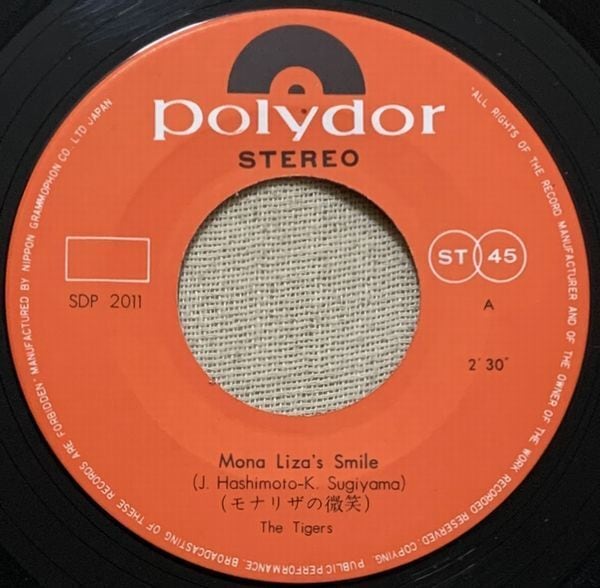 polydor
STEREO
ST 45
SDP 2011
A
2'30"
Mona Liza's Smile
(J. Hashimoto-K. Sugiyama)
(モナリザの微笑)
The Tigers
ALL RIGHTS OF THE RECORD MANUFACTURER AND OF THE OWNER OF THE WORK RECORDED RESERVED. COPYING, PUBLIC PERFORMANCE, BROADCASTING OF THESE RECORDS ARE FORBIDDEN. MANUFACTURED BY NIPPON GRAMMOPHON CO. LTD JAPAN